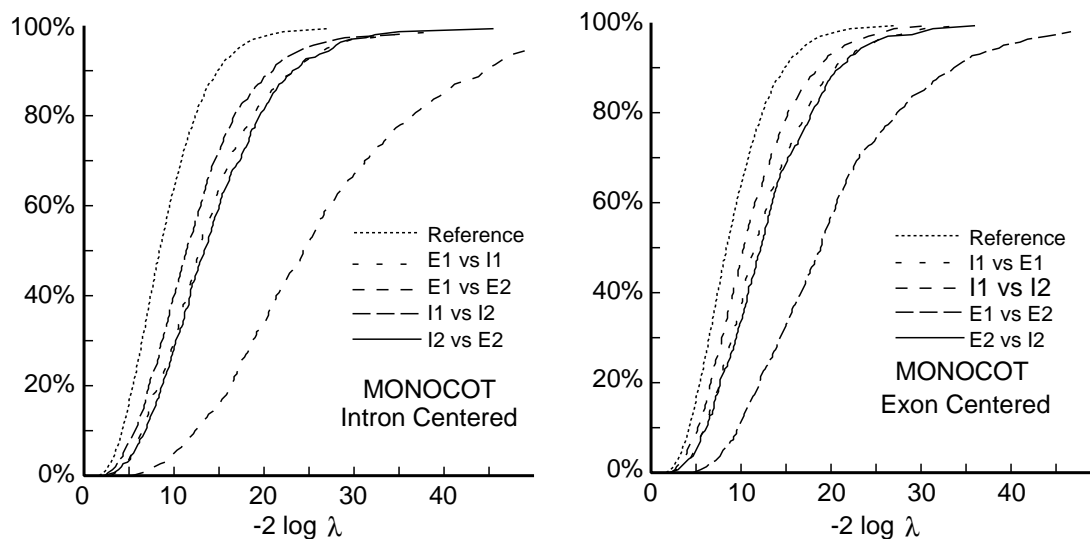 100%
80%
60%
40%
20%
0%
0 10 20 30 40
-2 log λ
Reference
E1 vs I1
E1 vs E2
I1 vs I2
I2 vs E2
MONOCOT
Intron Centered
100%
80%
60%
40%
20%
0%
0 10 20 30 40
-2 log λ
Reference
I1 vs E1
I1 vs I2
E1 vs E2
E2 vs I2
MONOCOT
Exon Centered